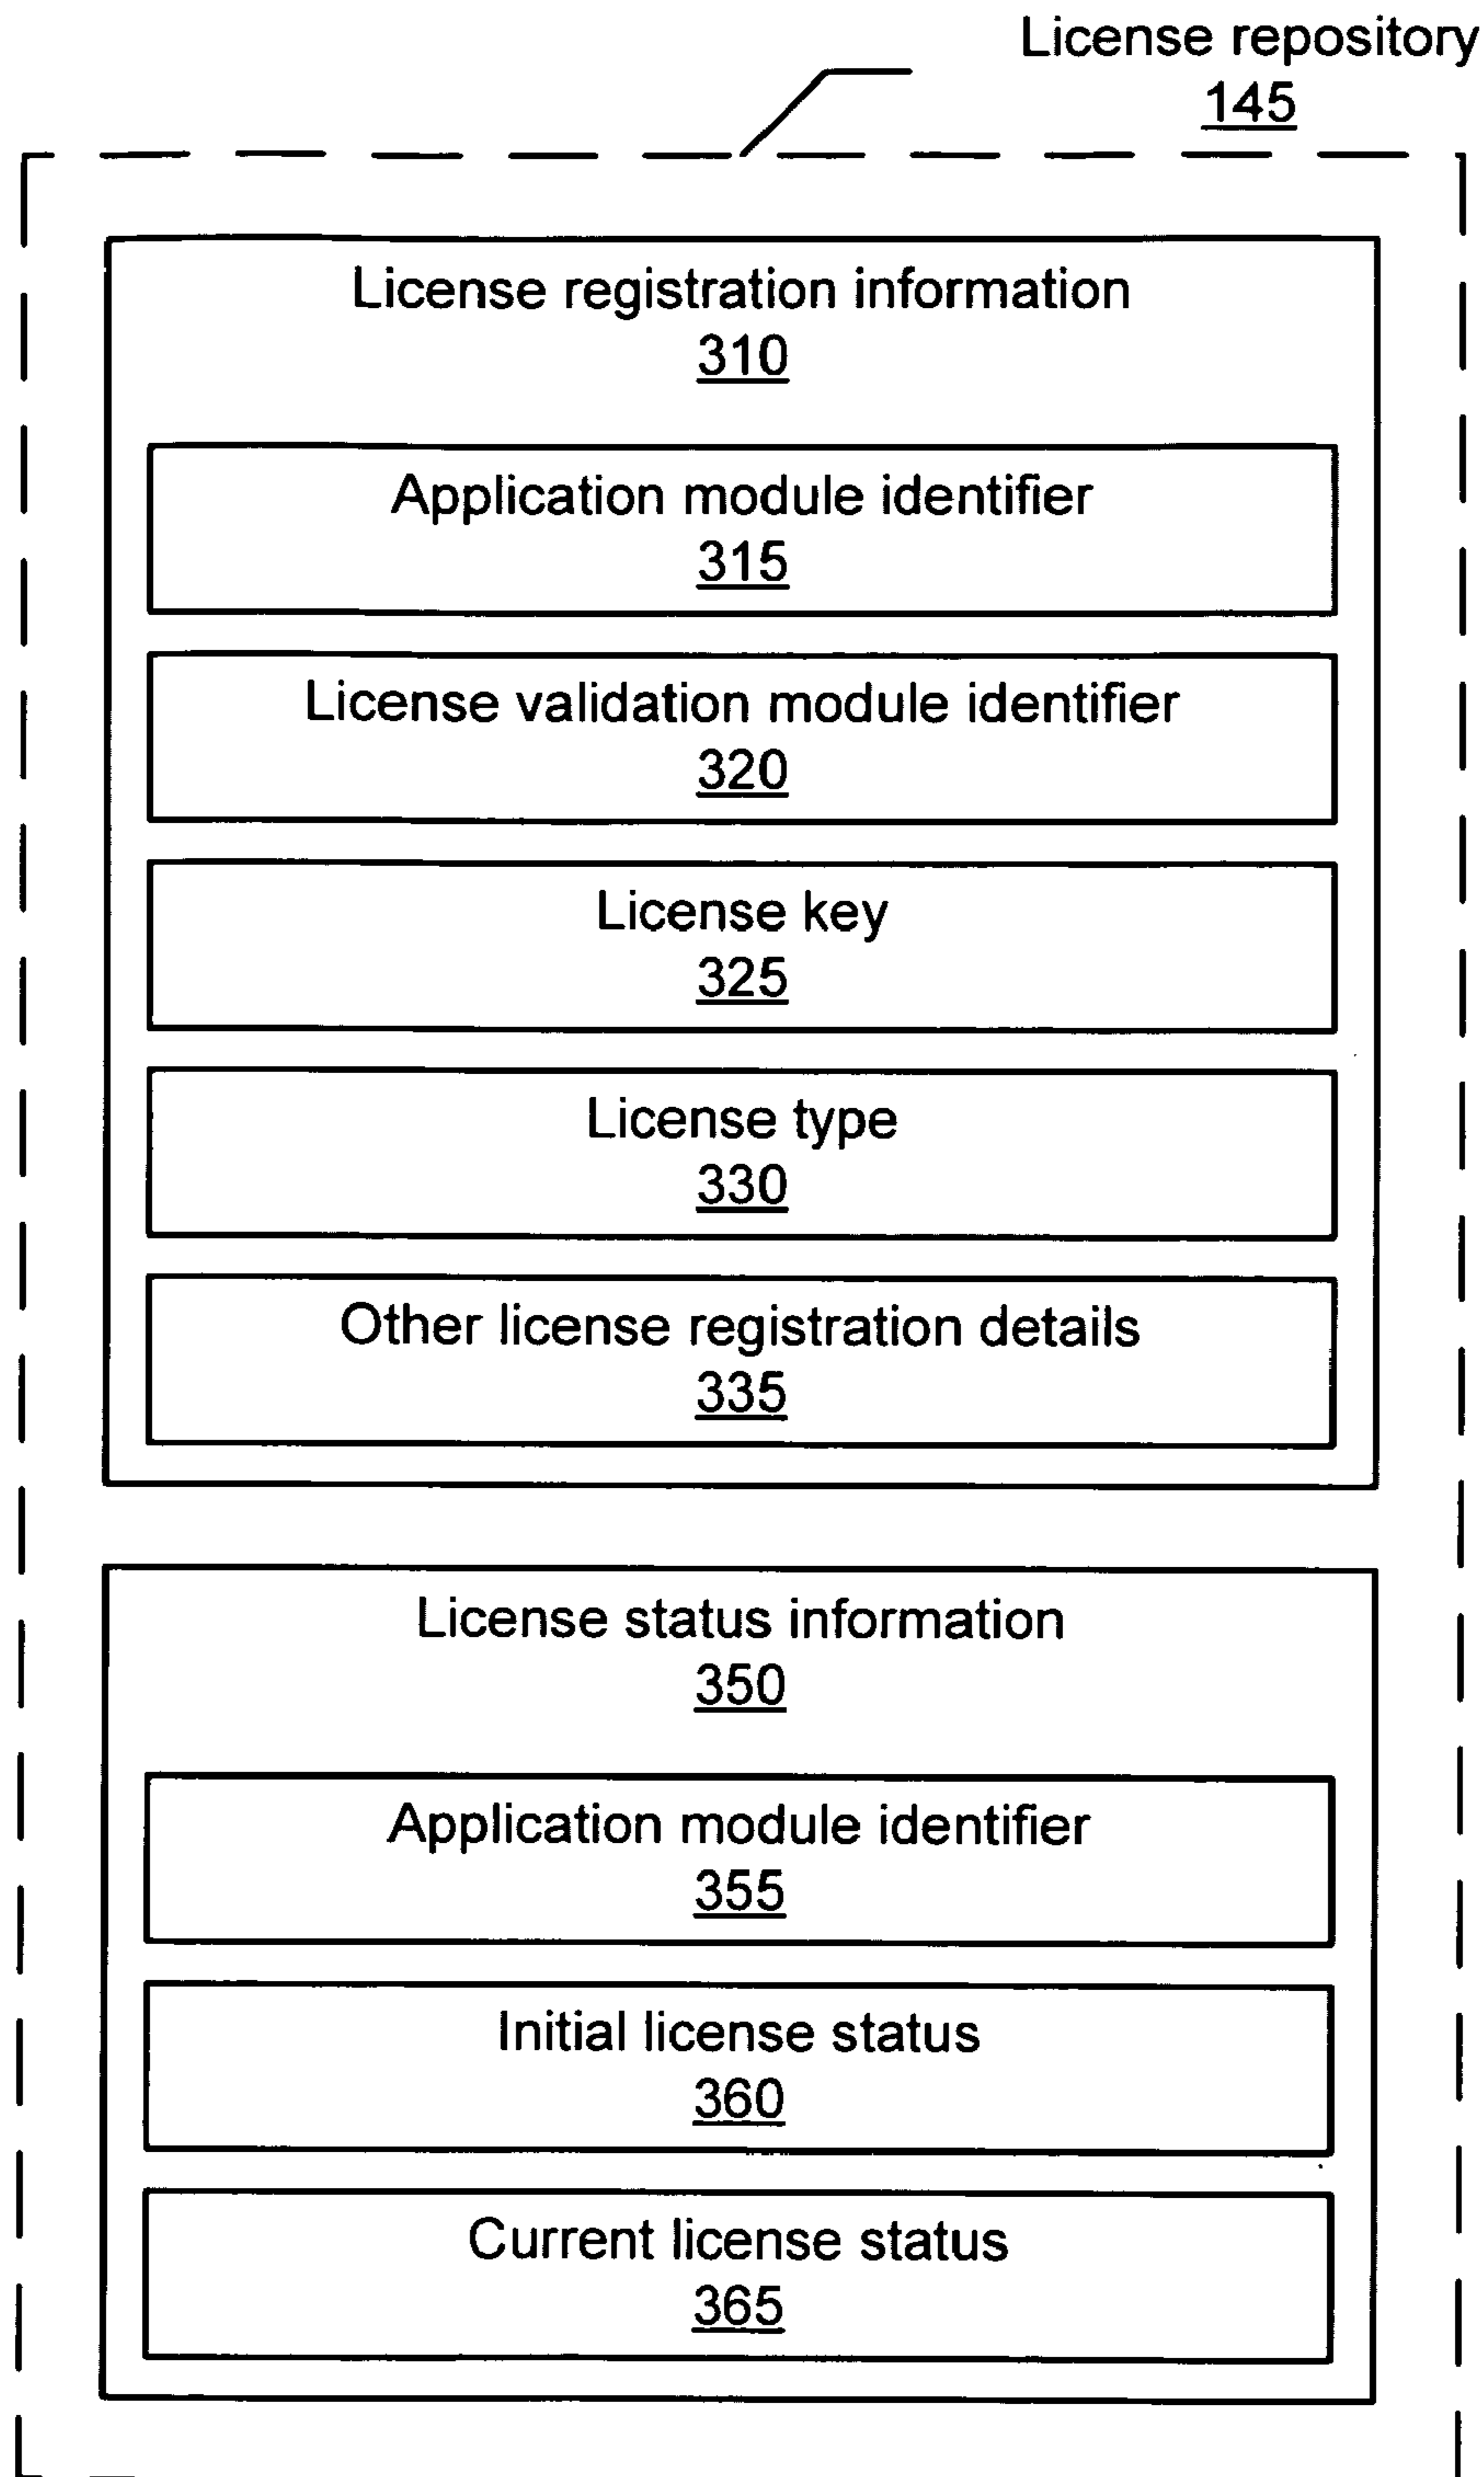 License repository
145
License registration information
310
Application module identifier
315
License validation module identifier
320
License key
325
License type
330
Other license registration details
335
License status information
350
Application module identifier
355
Initial license status
360
Current license status
365